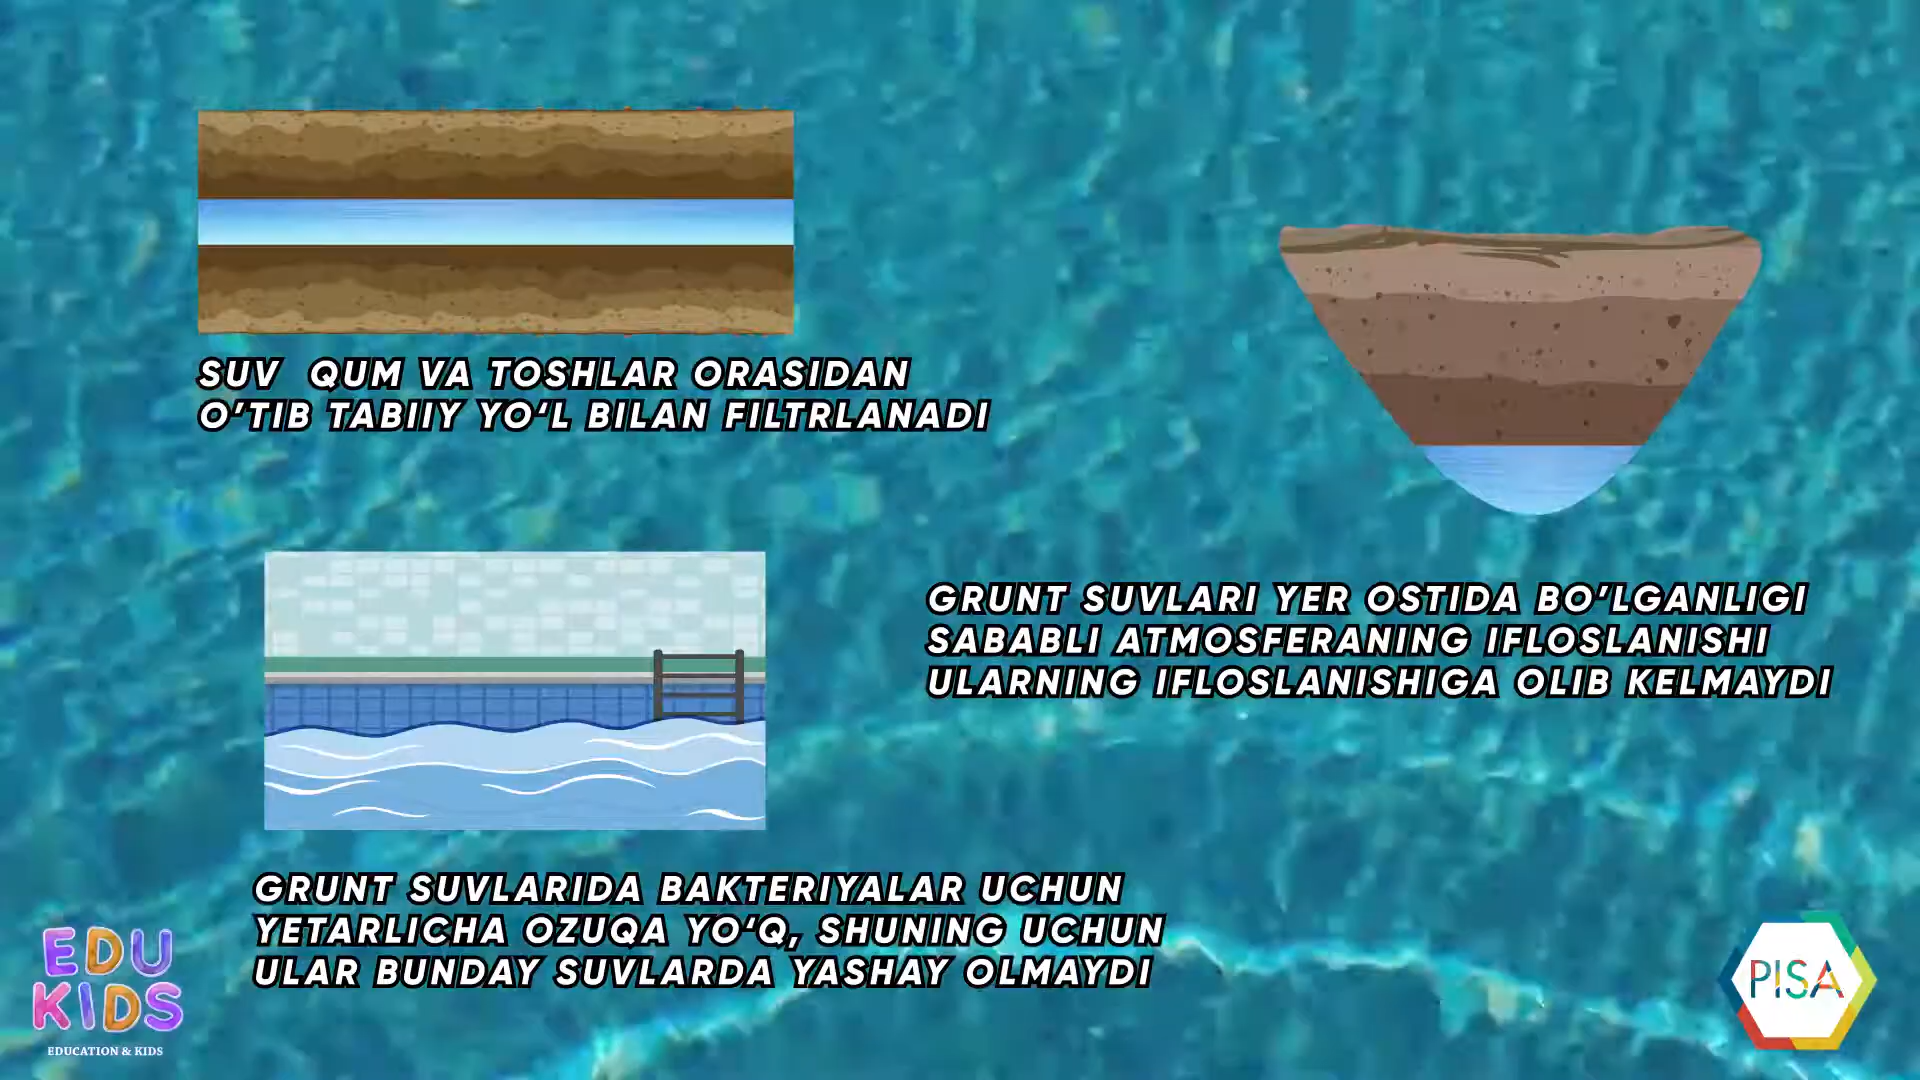 SUV QUM VA TOSHLAR ORASIDAN
O’TIB TABIIY YO‘L BILAN FILTRLANADI
GRUNT SUVLARI YER OSTIDA BO’LGANLIGI
SABABLI ATMOSFERANING IFLOSLANISHI
ULARNING IFLOSLANISHIGA OLIB KELMAYDI
GRUNT SUVLARIDA BAKTERIYALAR UCHUN
YETARLICHA OZUQA YO‘Q, SHUNING UCHUN
ULAR BUNDAY SUVLARDA YASHAY OLMAYDI
EDU
KIDS
EDUCATION & KIDS
PISA